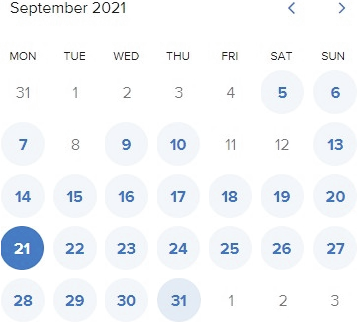 September 2021
MON TUE WED THU FRI SAT SUN
31 1 2 3 4 5 6
7 8 9 10 11 12 13
14 15 16 17 18 19 20
21 22 23 24 25 26 27
28 29 30 31 1 2 3